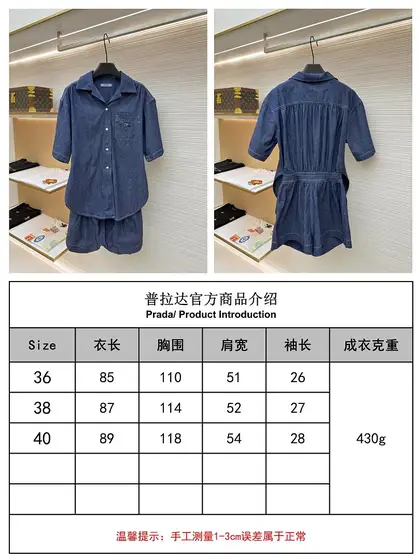 普拉达官方商品介绍
Prada/ Product Introduction
Size 衣长 胸围 肩宽 袖长 成衣克重
36 85 110 51 26
38 87 114 52 27
40 89 118 54 28
430g
温馨提示: 手工测量1-3cm误差属于正常